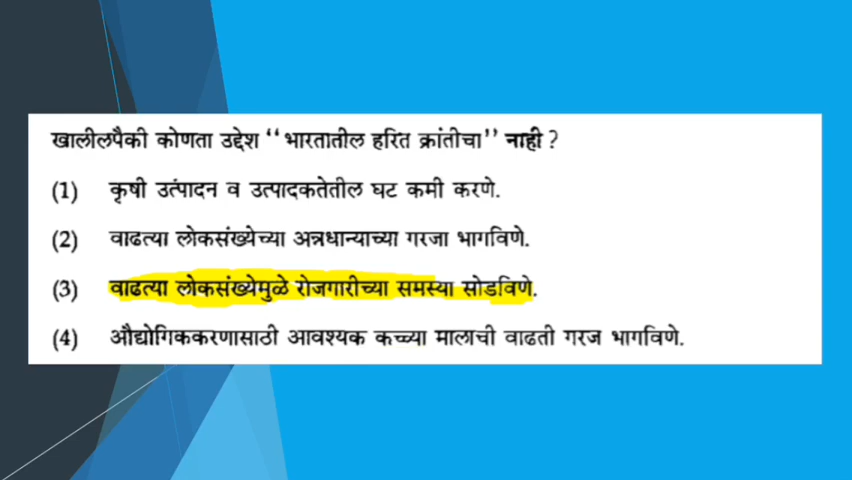 खालीलपैकी कोणता उद्देश “भारतातील हरित क्रांतीचा” नाही ?
(1) कृषी उत्पादन व उत्पादकतेतील घट कमी करणे.
(2) वाढत्या लोकसंख्येच्या अन्नधान्याच्या गरजा भागविणे.
(3) वाढत्या लोकसंख्येमुळे रोजगारीच्या समस्या सोडविणे.
(4) औद्योगिककरणासाठी आवश्यक कच्च्या मालाची वाढती गरज भागविणे.